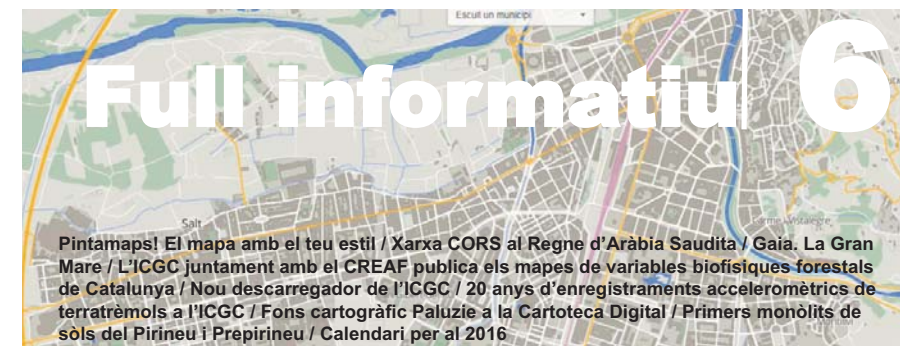 Escull un municipi
Full informatiu 6
Salt
Carme i Vistalegre
Pintamaps! El mapa amb el teu estil / Xarxa CORS al Regne d’Aràbia Saudita / Gaia. La Gran
Mare / L’ICGC juntament amb el CREAF publica els mapes de variables biofísiques forestals
de Catalunya / Nou descarregador de l’ICGC / 20 anys d’enregistraments acceleromètrics de
terratrèmols a l’ICGC / Fons cartogràfic Paluzie a la Cartoteca Digital / Primers monòlits de
sòls del Pirineu i Prepirineu / Calendari per al 2016
Montilivi